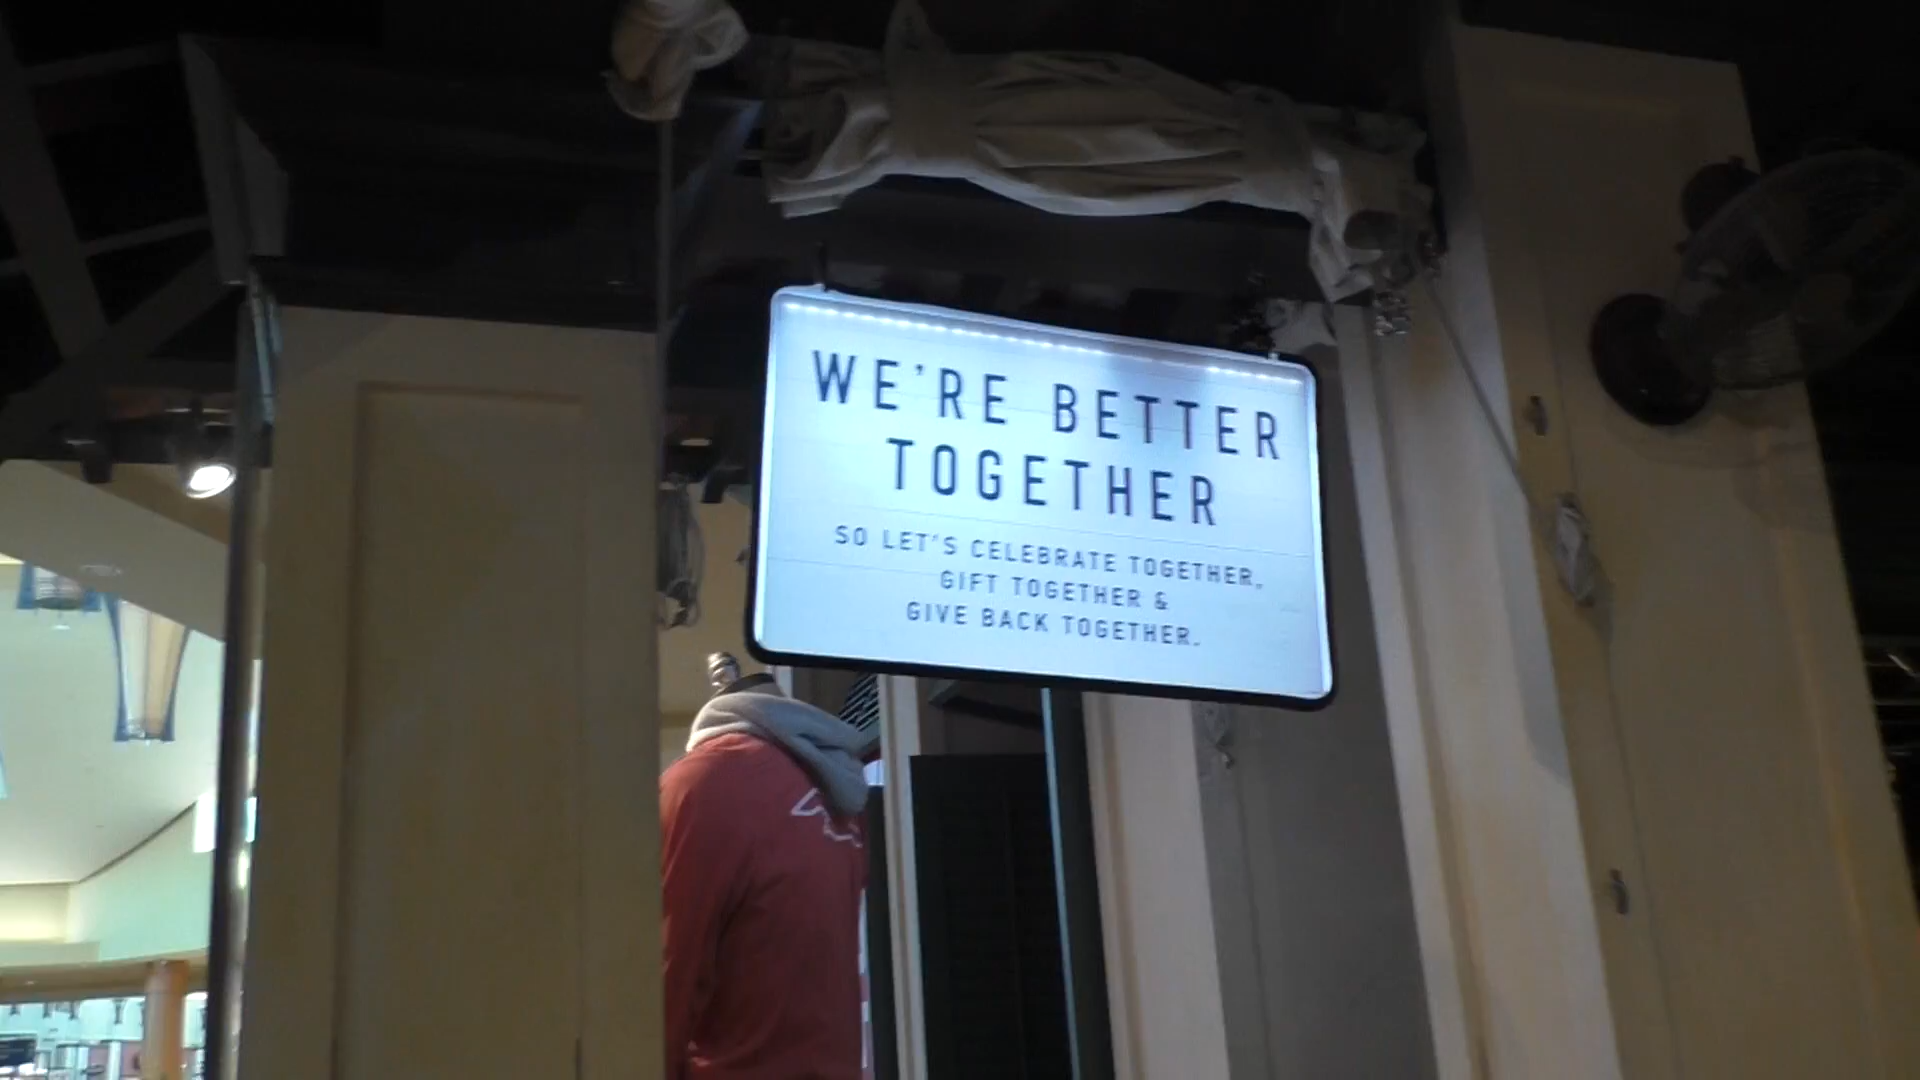 WE'RE BETTER
TOGETHER
SO LET'S CELEBRATE TOGETHER,
GIFT TOGETHER &
GIVE BACK TOGETHER.